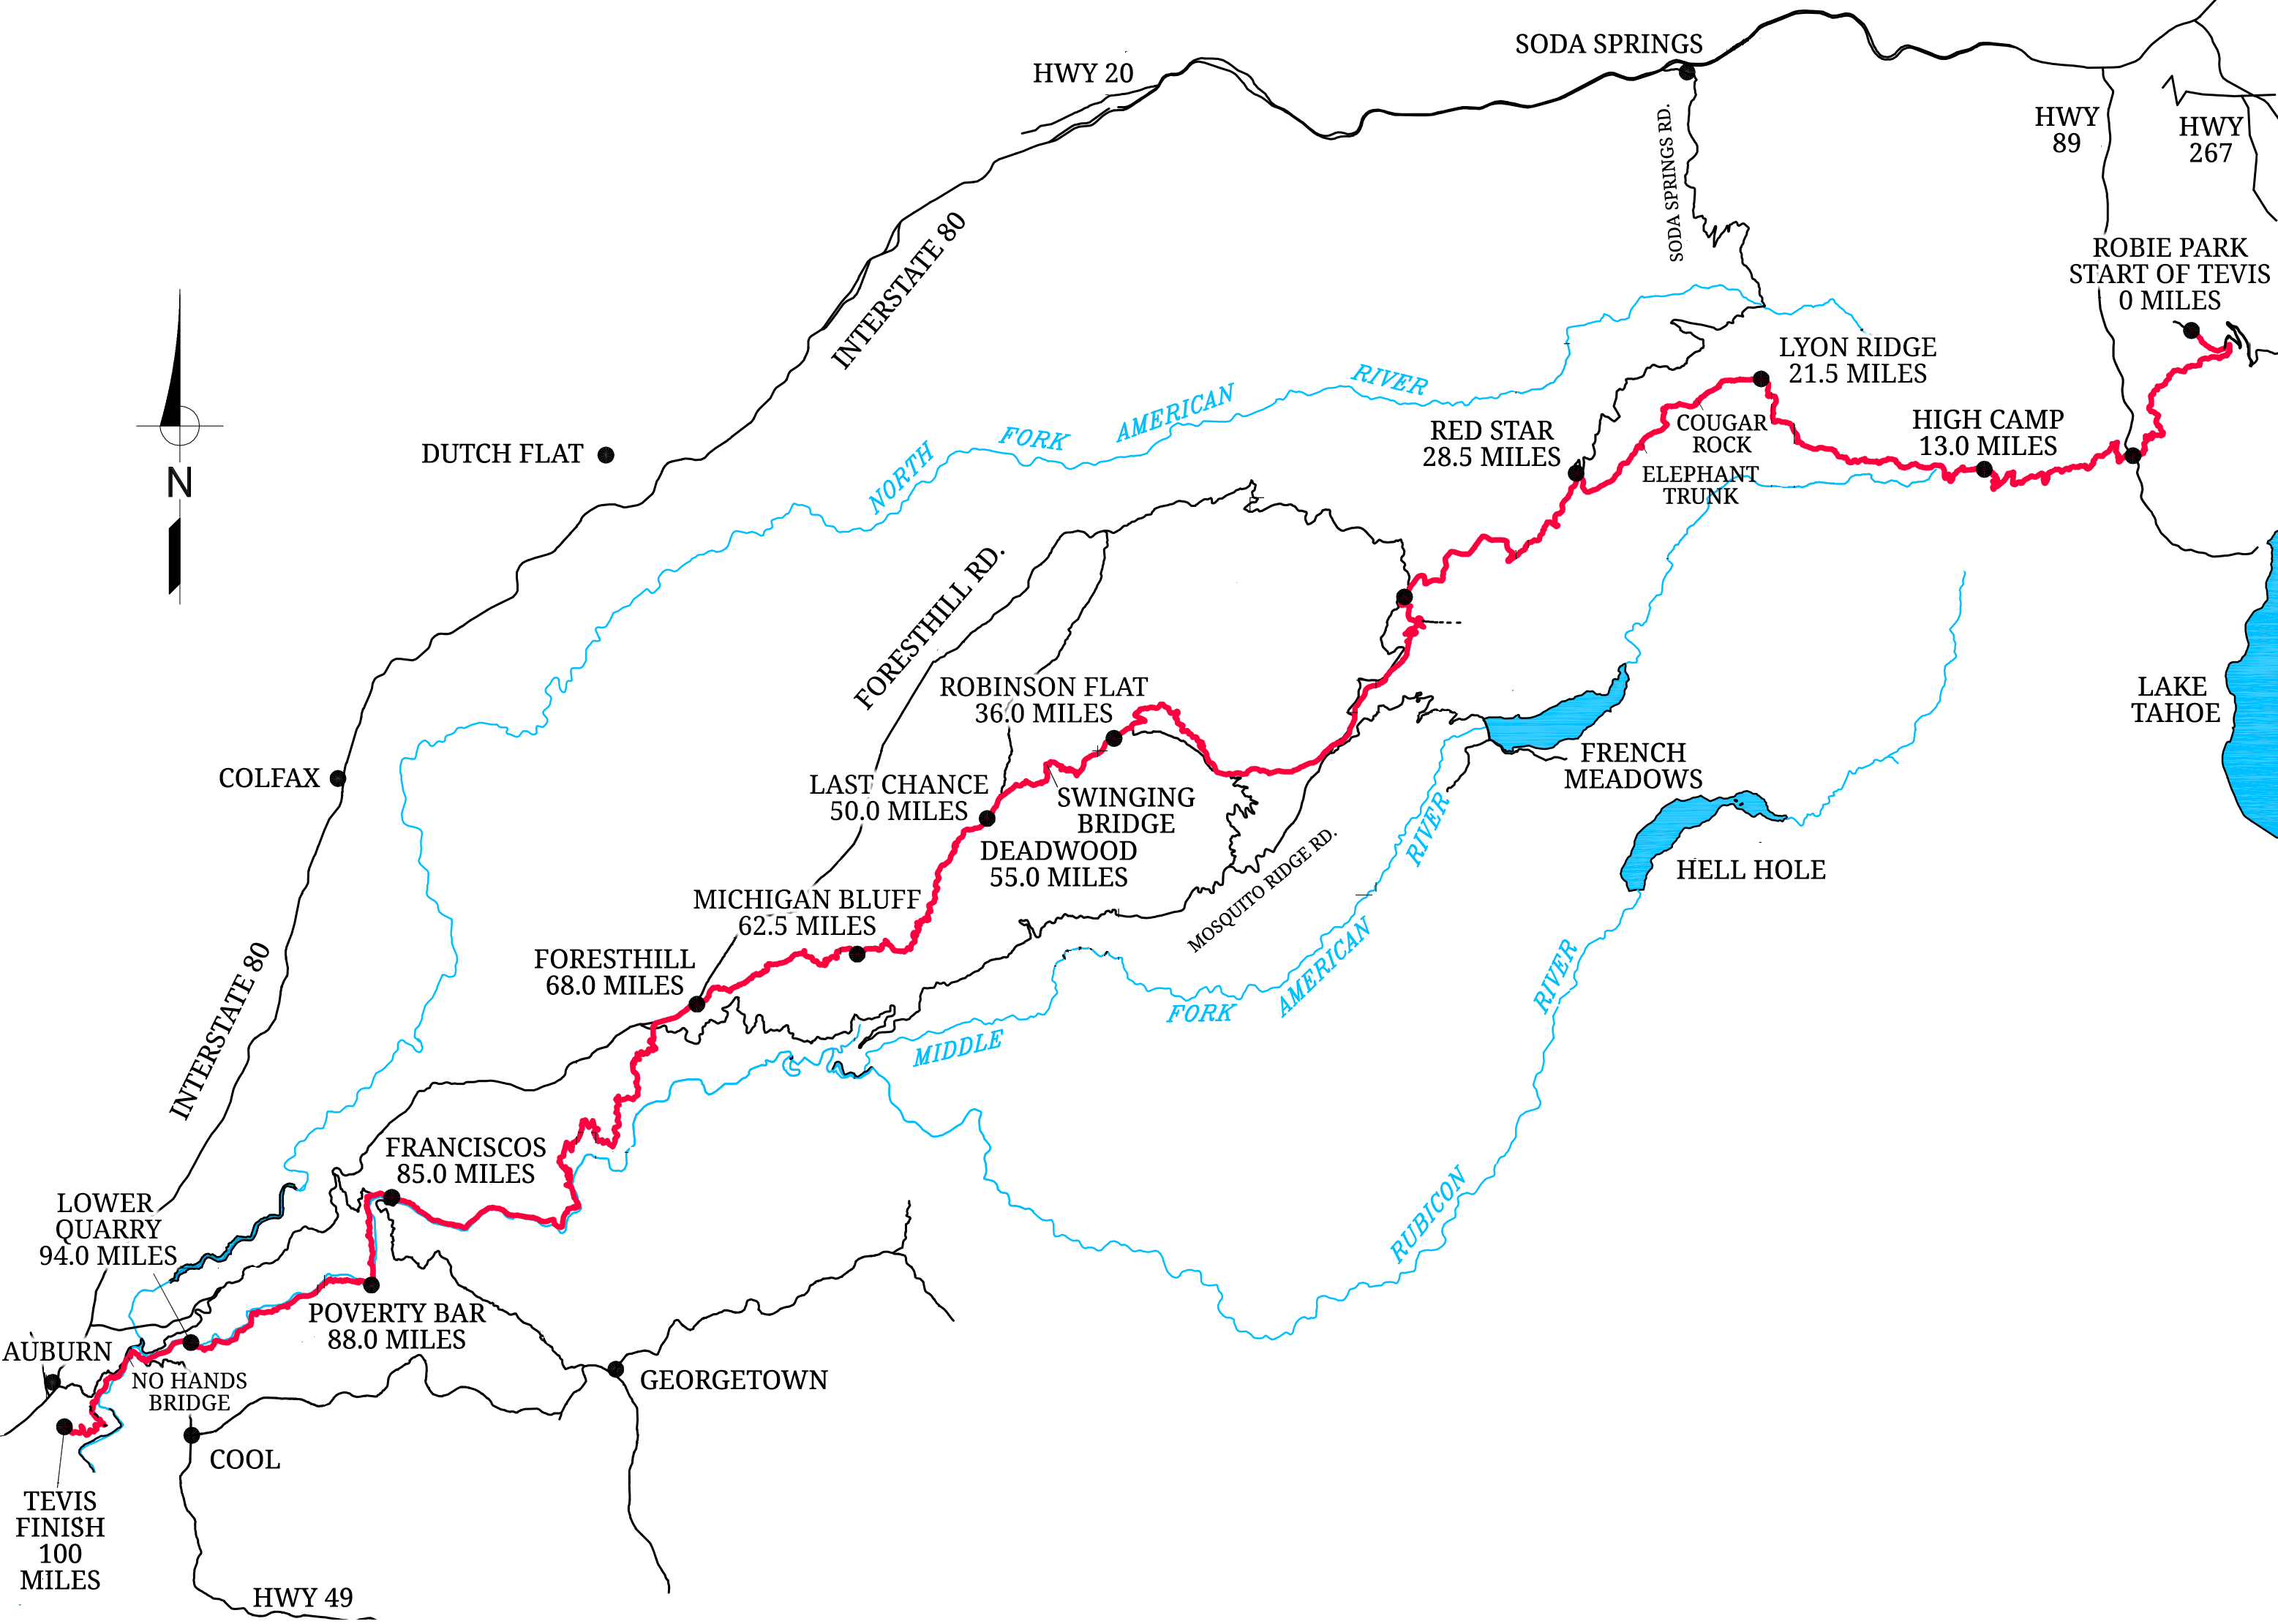 SODA SPRINGS
HWY 20
HWY
89
HWY
267
SODA SPRINGS RD.
INTERSTATE 80
ROBIE PARK
START OF TEVIS
0 MILES
LYON RIDGE
21.5 MILES
HIGH CAMP
13.0 MILES
COUGAR
ROCK
RED STAR
28.5 MILES
ELEPHANT
TRUNK
NORTH FORK AMERICAN RIVER
DUTCH FLAT
N
FORESTHILL RD.
ROBINSON FLAT
36.0 MILES
LAKE
TAHOE
FRENCH
MEADOWS
COLFAX
LAST CHANCE
50.0 MILES
SWINGING
BRIDGE
DEADWOOD
55.0 MILES
MOSQUITO RIDGE RD.
HELL HOLE
MICHIGAN BLUFF
62.5 MILES
FORESTHILL
68.0 MILES
MIDDLE FORK AMERICAN RIVER
INTERSTATE 80
RUBICON RIVER
FRANCISCOS
85.0 MILES
LOWER
QUARRY
94.0 MILES
POVERTY BAR
88.0 MILES
AUBURN
NO HANDS
BRIDGE
GEORGETOWN
COOL
TEVIS
FINISH
100
MILES
HWY 49